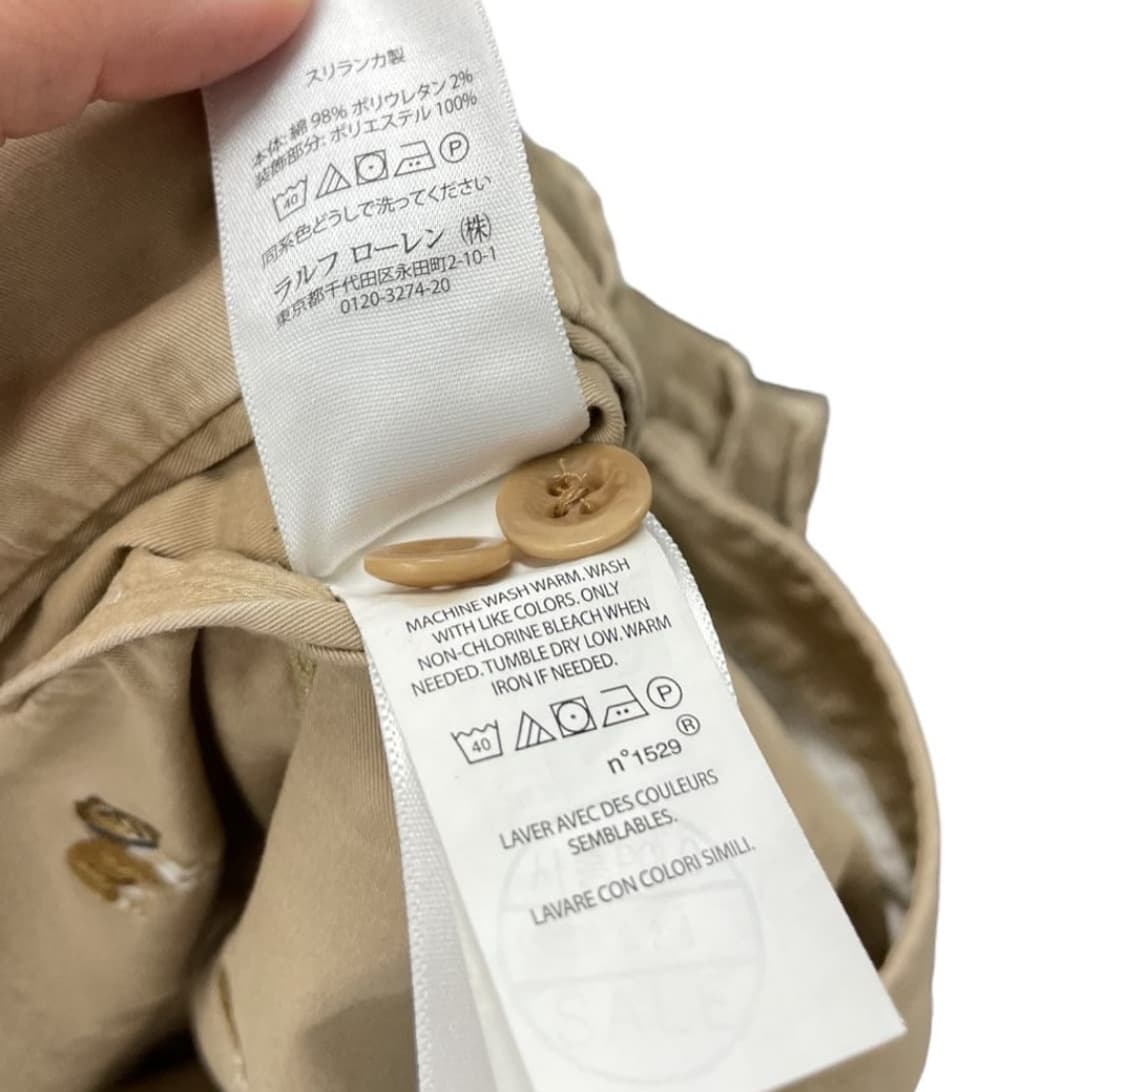 スリランカ製
本体: 綿 98% ポリウレタン 2%
装飾部分: ポリエステル 100%
40 P
同系色どうしで洗ってください
ラルフ ローレン (株)
東京都千代田区永田町2-10-1
0120-3274-20
MACHINE WASH WARM. WASH
WITH LIKE COLORS. ONLY
NON-CHLORINE BLEACH WHEN
NEEDED. TUMBLE DRY LOW. WARM
IRON IF NEEDED.
40 P
n°1529 ®
LAVER AVEC DES COULEURS
SEMBLABLES.
LAVARE CON COLORI SIMILI.
SALE